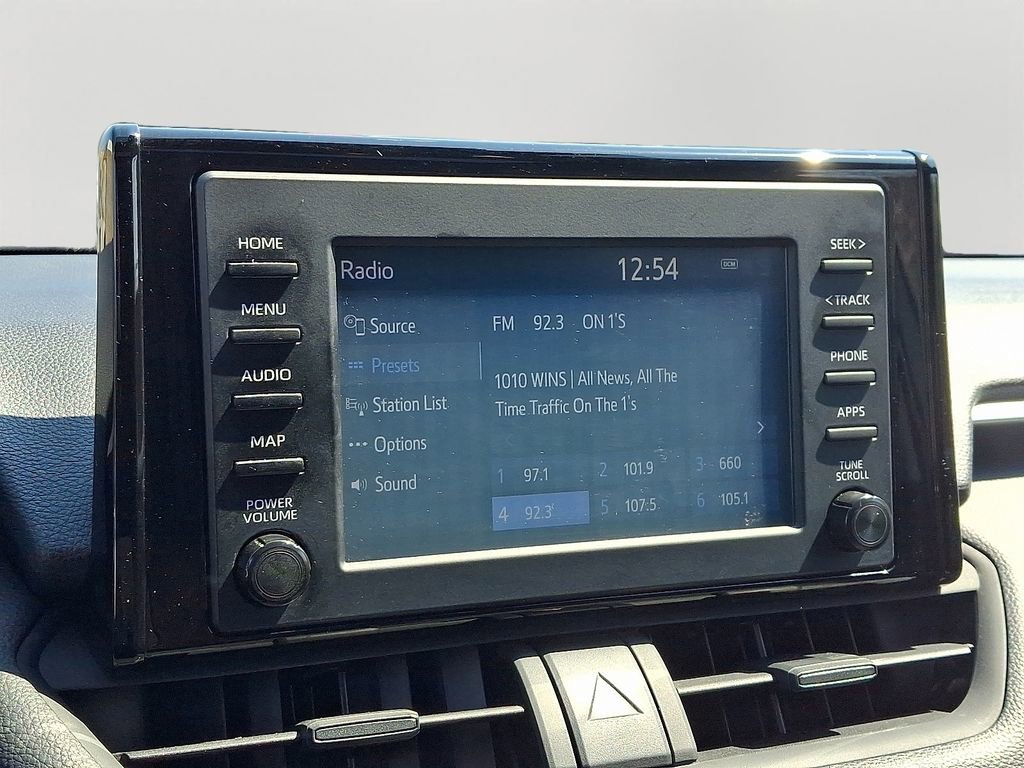 HOME
MENU
AUDIO
MAP
POWER
VOLUME
Radio 12:54 DCM
Source
Presets
Station List
Options
Sound
FM 92.3 ON 1'S
1010 WINS | All News, All The
Time Traffic On The 1's
1 97.1 2 101.9 3 660
4 92.3 5 107.5 6 105.1
SEEK >
< TRACK
PHONE
APPS
TUNE
SCROLL